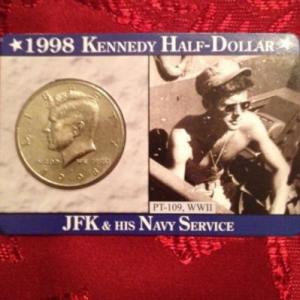 ★ 1998 KENNEDY HALF-DOLLAR ★
PT-109, WWII
JFK & HIS NAVY SERVICE